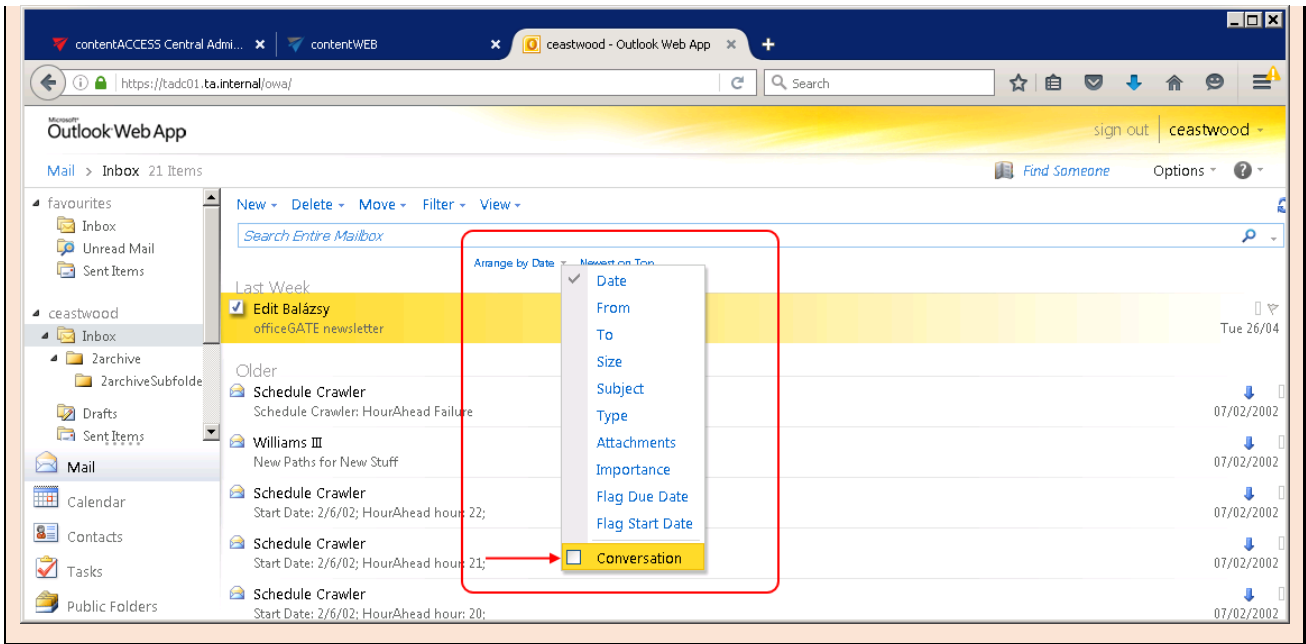 contentACCESS Central Admi... contentWEB ceastwood - Outlook Web App
https://tadc01.ta.internal/owa/ Search
Microsoft®
Outlook Web App
sign out ceastwood
Mail > Inbox 21 Items Find Someone Options
favourites
Inbox
Unread Mail
Sent Items
ceastwood
Inbox
2archive
2archiveSubfolde
Drafts
Sent Items
Mail
Calendar
Contacts
Tasks
Public Folders
New Delete Move Filter View
Search Entire Mailbox
Arrange by Date Newest on Top
Last Week
Edit Balázsy
officeGATE newsletter
Tue 26/04
Older
Schedule Crawler
Schedule Crawler: HourAhead Failure
07/02/2002
Williams III
New Paths for New Stuff
07/02/2002
Schedule Crawler
Start Date: 2/6/02; HourAhead hour: 22;
07/02/2002
Schedule Crawler
Start Date: 2/6/02; HourAhead hour: 21;
07/02/2002
Schedule Crawler
Start Date: 2/6/02; HourAhead hour: 20;
07/02/2002
Date
From
To
Size
Subject
Type
Attachments
Importance
Flag Due Date
Flag Start Date
Conversation